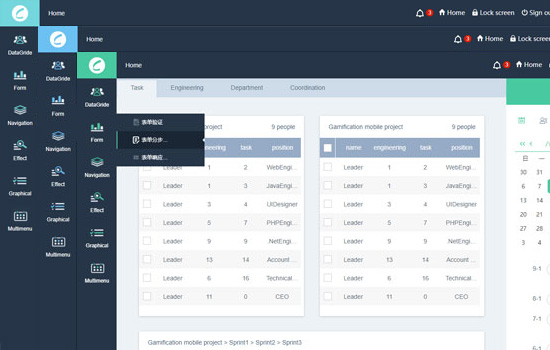 Home
3 Home Lock screen Sign ou
Home
3 Home Lock screen
Home
3 Home Lock
DataGride
Form
Navigation
Effect
Graphical
Multimenu
DataGride
Form
Navigation
Effect
Graphical
Multimenu
DataGride
Form
Navigation
Effect
Graphical
Multimenu
Task Engineering Department Coordination
表单验证
表单分步...
表单响应...
project 9 people
engineering task position
Leader 1 2 WebEngi...
Leader 1 3 JavaEngi...
Leader 3 4 UIDesigner
Leader 5 7 PHPEngi...
Leader 9 9 .NetEngi...
Leader 13 14 Account ...
Leader 6 16 Technical...
Leader 11 0 CEO
Gamification mobile project 9 people
name engineering task position
Leader 1 2 WebEngi...
Leader 1 3 JavaEngi...
Leader 3 4 UIDesigner
Leader 5 7 PHPEngi...
Leader 9 9 .NetEngi...
Leader 13 14 Account ...
Leader 6 16 Technical...
Leader 11 0 CEO
Gamification mobile project > Sprint1 > Sprint2 > Sprint3
日
30 31
6 7
13 14
20 21
27 28
3 4
9-1
8-1
7-1
6-1